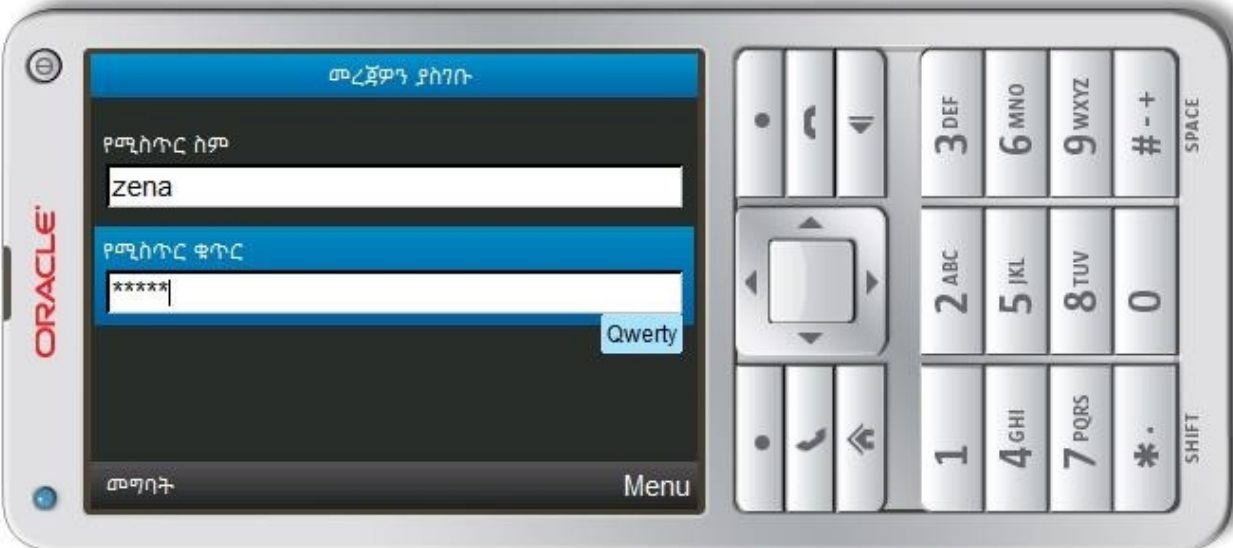 ORACLE
መረጃዎን ያስገቡ
የሚስጥር ስም
zena
የሚስጥር ቁጥር
*****
Qwerty
መግባት
Menu
3 DEF
6 MNO
9 WXYZ
# - +
SPACE
2 ABC
5 JKL
8 TUV
0
1
4 GHI
7 PQRS
* .
SHIFT